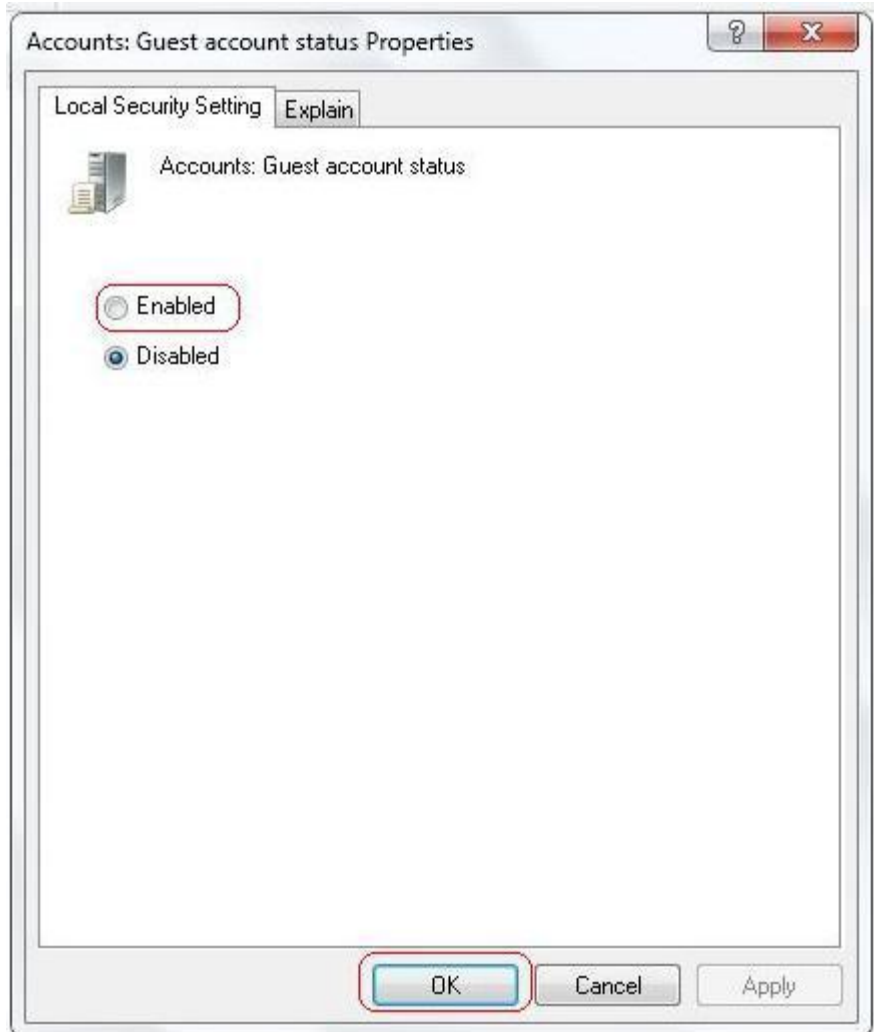 Accounts: Guest account status Properties
Local Security Setting Explain
Accounts: Guest account status
Enabled
Disabled
OK Cancel Apply